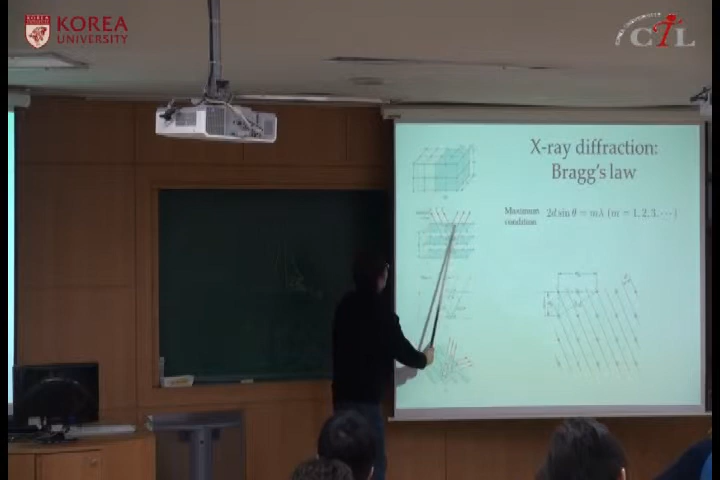 KOREA
UNIVERSITY
CTL
X-ray diffraction:
Bragg's law
Maximum
condition
2d sin θ = mλ (m = 1, 2, 3, ⋯)